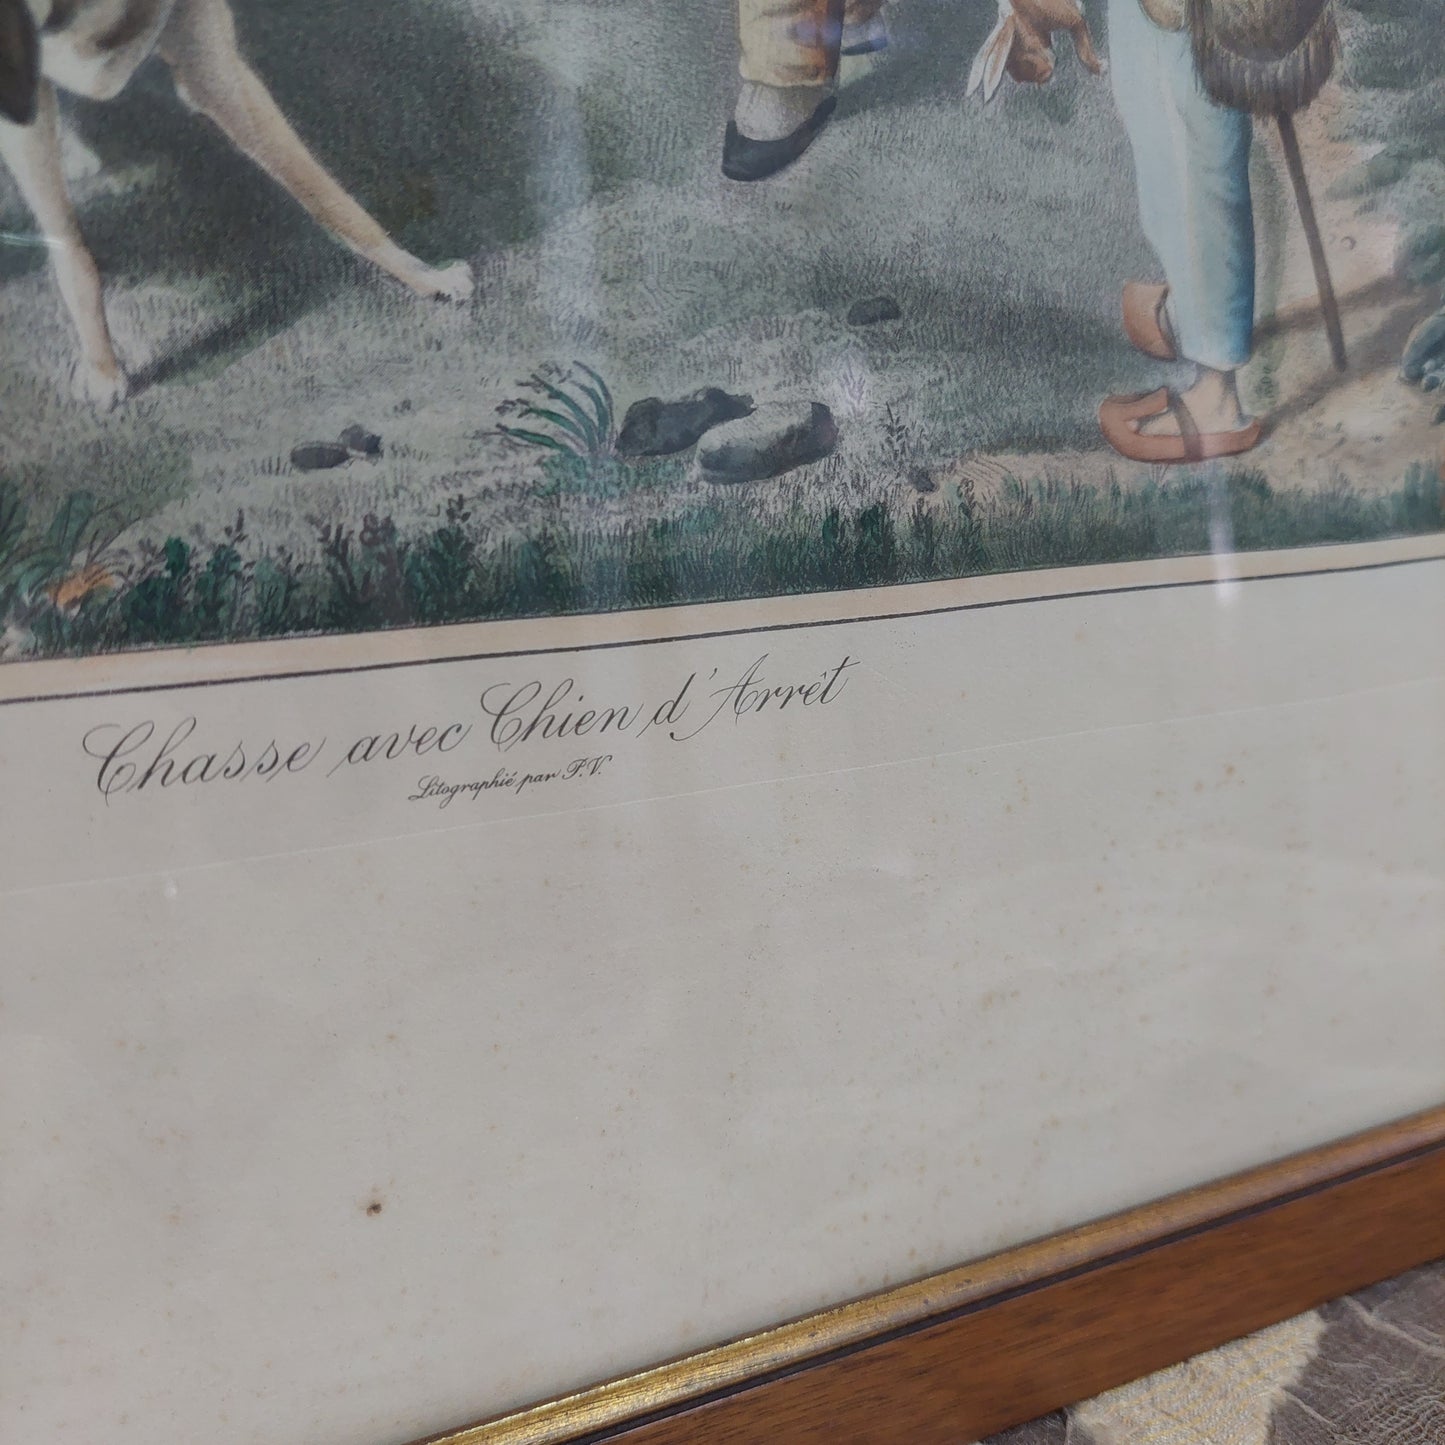 Chasse avec Chien d'Arrêt
Litographié par P.V.